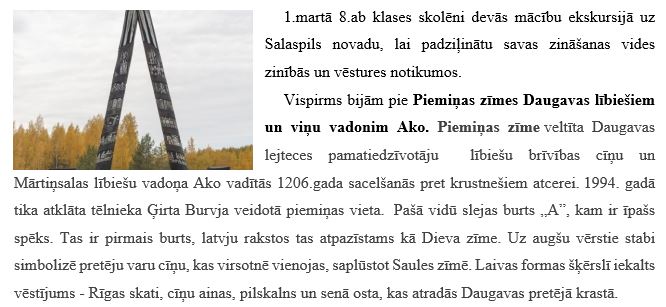 1.martā 8.ab klases skolēni devās mācību ekskursijā uz
Salaspils novadu, lai padziļinātu savas zināšanas vides
zinībās un vēstures notikumos.
Vispirms bijām pie Piemiņas zīmes Daugavas lībiešiem
un viņu vadonim Ako. Piemiņas zīme veltīta Daugavas
lejteces pamatiedzīvotāju lībiešu brīvības cīņu un
Mārtiņsalas lībiešu vadoņa Ako vadītās 1206.gada sacelšanās pret krustnešiem atcerei. 1994. gadā
tika atklāta tēlnieka Ģirta Burvja veidotā piemiņas vieta. Pašā vidū slejas burts „A”, kam ir īpašs
spēks. Tas ir pirmais burts, latvju rakstos tas atpazīstams kā Dieva zīme. Uz augšu vērstie stabi
simbolizē pretēju varu cīņu, kas virsotnē vienojas, saplūstot Saules zīmē. Laivas formas šķērslī iekalts
vēstījums - Rīgas skati, cīņu ainas, pilskalns un senā osta, kas atradās Daugavas pretējā krastā.